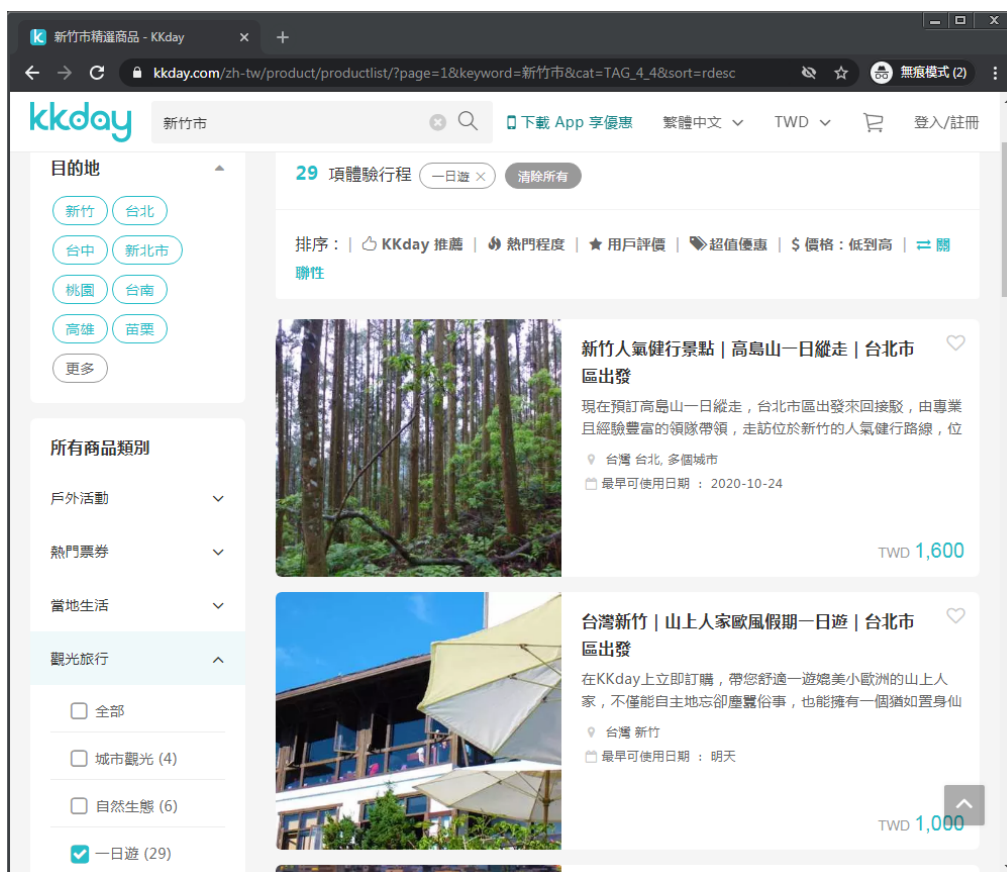 新竹市精選商品 - KKday
kkday.com/zh-tw/product/productlist/?page=1&keyword=新竹市&cat=TAG_4_4&sort=rdesc
無痕模式 (2)
kkday
新竹市
下載 App 享優惠
繁體中文
TWD
登入/註冊
目的地
新竹
台北
台中
新北市
桃園
台南
高雄
苗栗
更多
所有商品類別
戶外活動
熱門票券
當地生活
觀光旅行
全部
城市觀光 (4)
自然生態 (6)
一日遊 (29)
29 項體驗行程 一日遊 × 清除所有
排序：| KKday 推薦 | 熱門程度 | 用戶評價 | 超值優惠 | $ 價格：低到高 | 關
聯性
新竹人氣健行景點 | 高島山一日縱走 | 台北市
區出發
現在預訂高島山一日縱走，台北市區出發來回接駁，由專業
且經驗豐富的領隊帶領，走訪位於新竹的人氣健行路線，位
台灣 台北, 多個城市
最早可使用日期 : 2020-10-24
TWD 1,600
台灣新竹 | 山上人家歐風假期一日遊 | 台北市
區出發
在KKday上立即訂購，帶您舒適一遊媲美小歐洲的山上人
家，不僅能自主地忘卻塵囂俗事，也能擁有一個猶如置身仙
台灣 新竹
最早可使用日期 : 明天
TWD 1,000